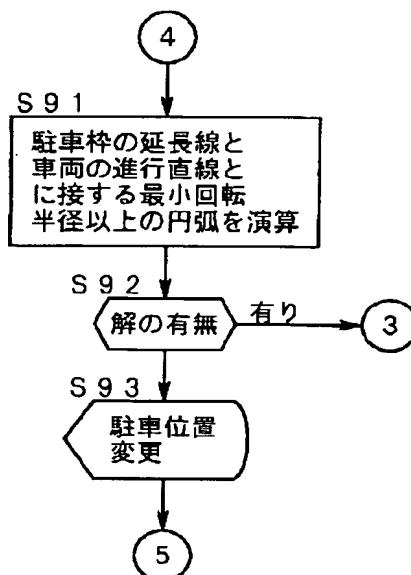 4
S91
駐車枠の延長線と
車両の進行直線と
に接する最小回転
半径以上の円弧を演算
S92
解の有無
有り
3
S93
駐車位置
変更
5